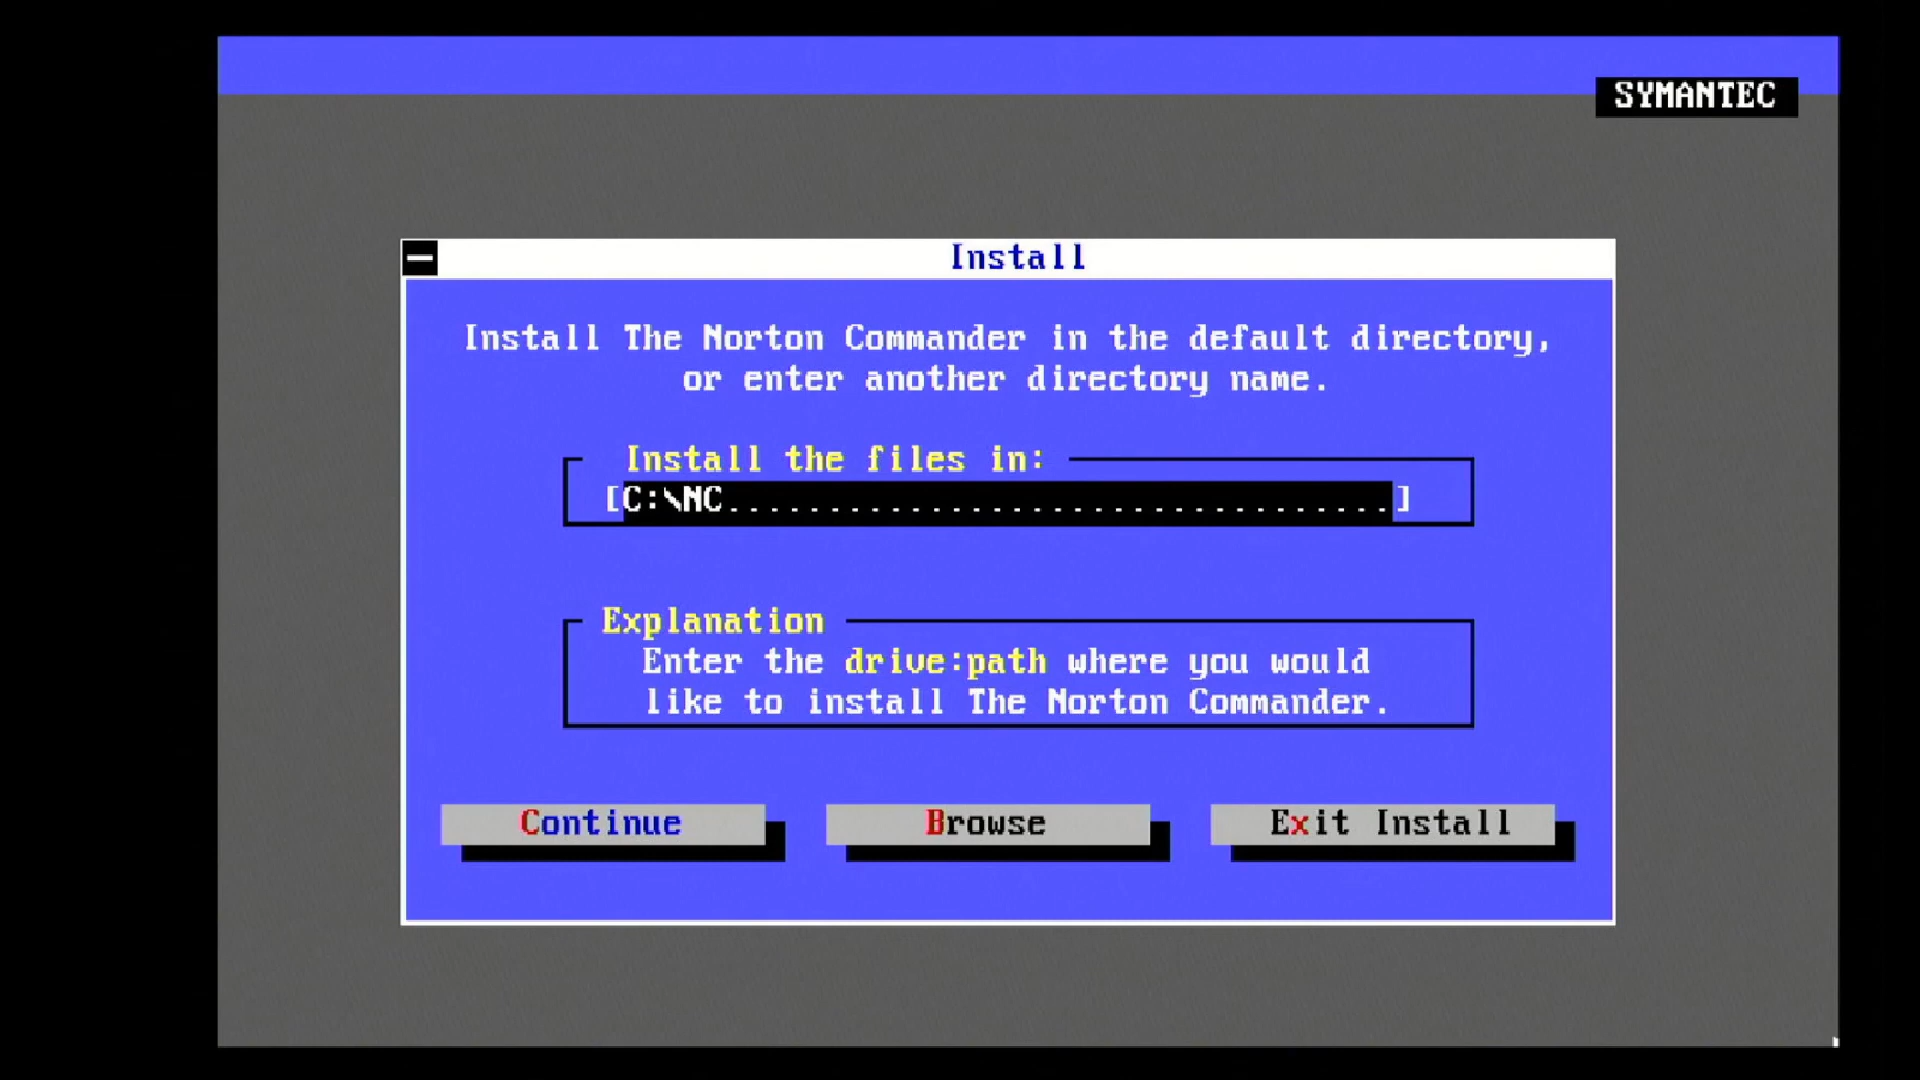 SYMANTEC
Install
Install The Norton Commander in the default directory,
or enter another directory name.
Install the files in:
[C:\NC.................................]
Explanation
Enter the drive:path where you would
like to install The Norton Commander.
Continue
Browse
Exit Install